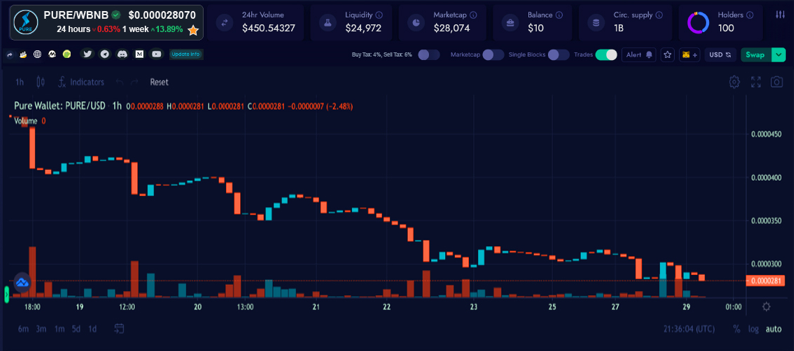 PURE/WBNB $0.000028070
24 hours 0.63% 1 week 13.89%
PURE
24hr Volume
$450.54327
Liquidity
$24,972
Marketcap
$28,074
Balance
$10
Circ. supply
1B
Holders
100
Update info
Buy Tax: 4%, Sell Tax: 6%
Marketcap
Single Blocks
Trades
Alert
USD
Swap
1h
Indicators
Reset
Pure Wallet: PURE/USD 1h O0.0000288 H0.0000281 L0.0000281 C0.0000281 −0.0000007 (−2.48%)
Volume 0
0.0000450
0.0000400
0.0000350
0.0000300
0.0000281
18:00 19 12:00 20 13:00 21 22 23 25 26 27 29 01:00
6m 3m 1m 5d 1d
21:36:04 (UTC) % log auto